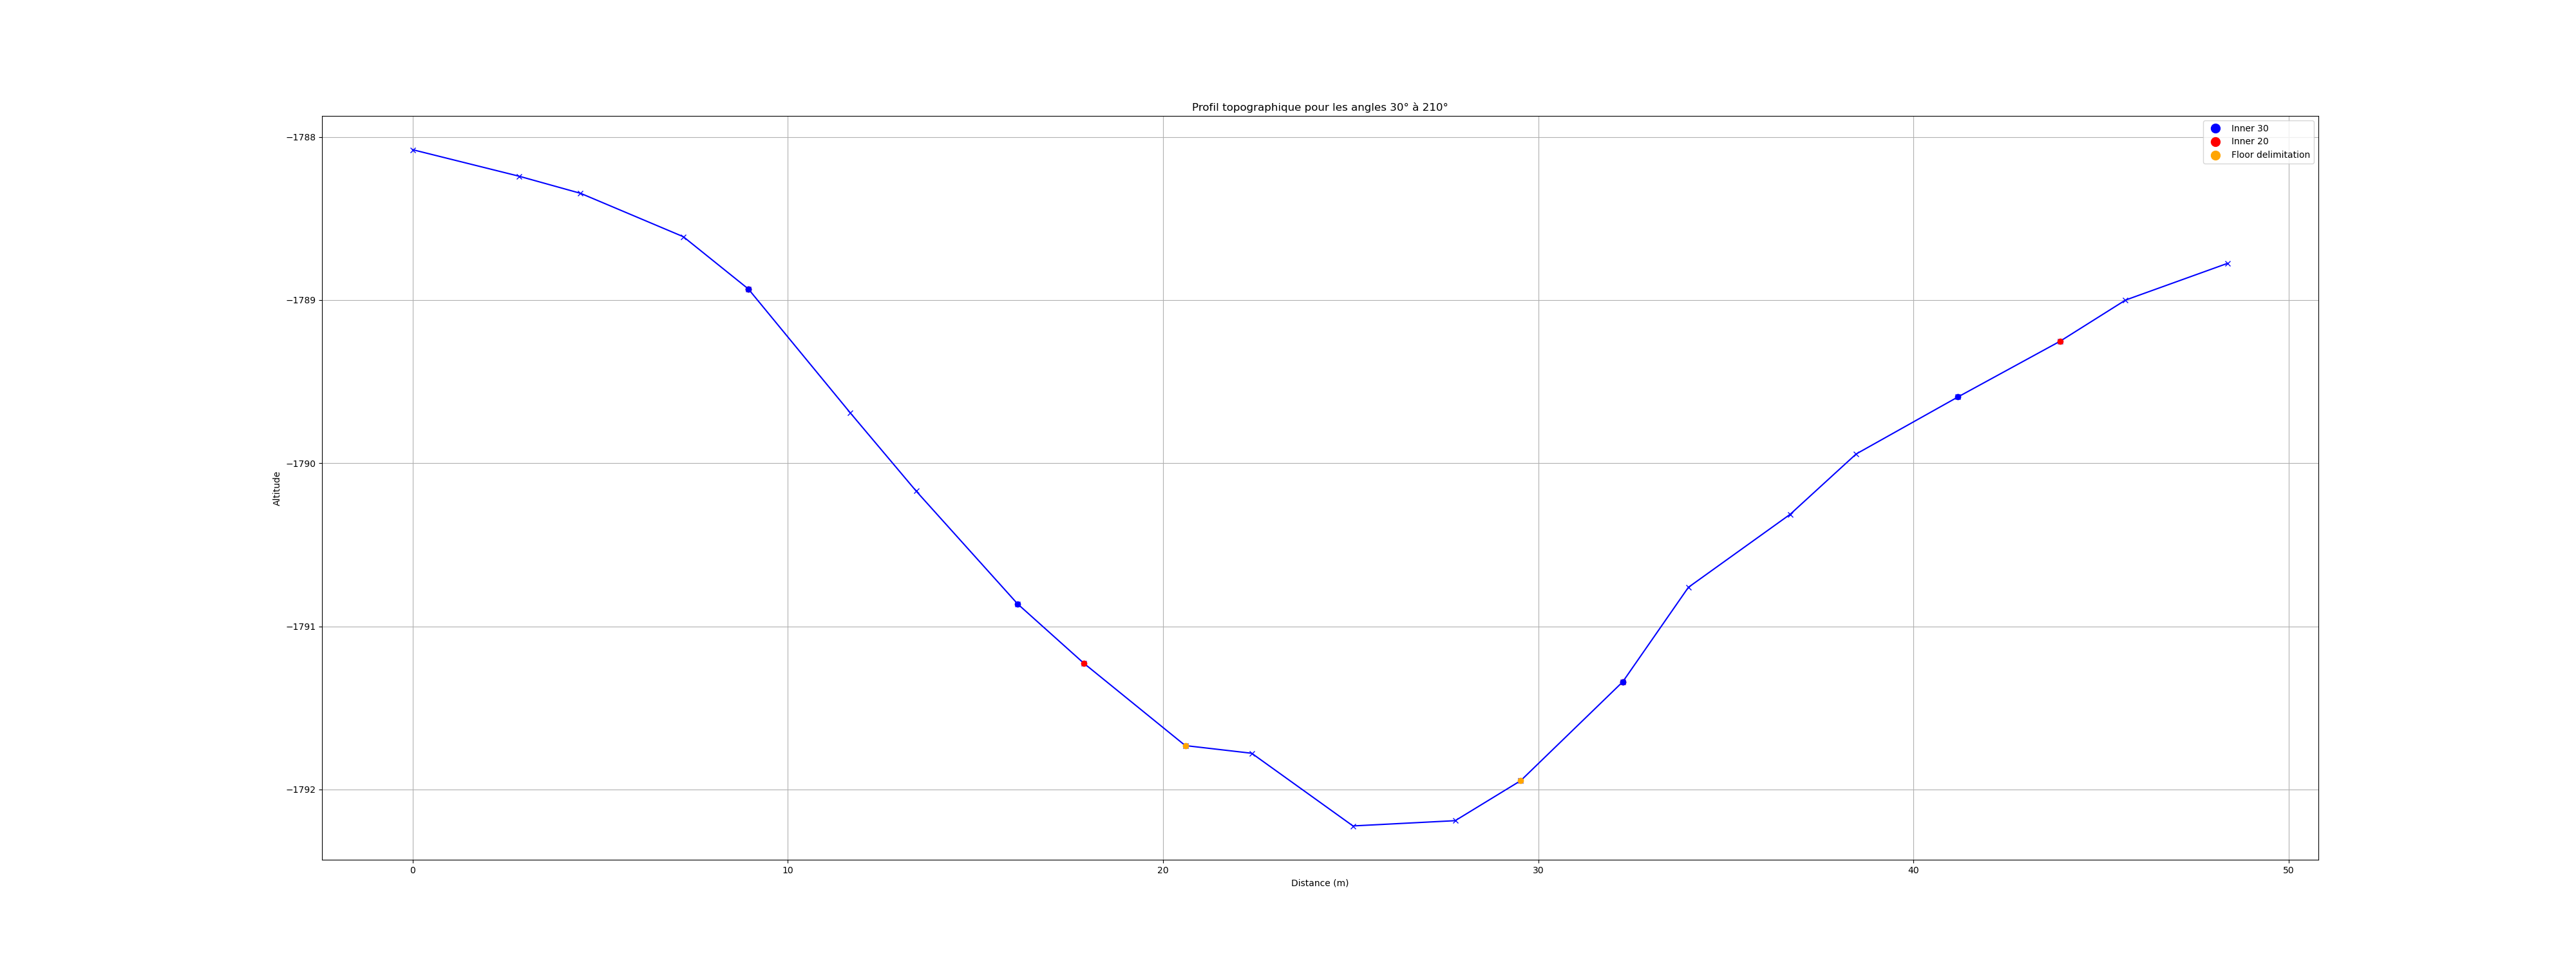 Profil topographique pour les angles 30° à 210°
Inner 30
Inner 20
Floor delimitation
Altitude
−1788
−1789
−1790
−1791
−1792
0
10
20
30
40
50
Distance (m)